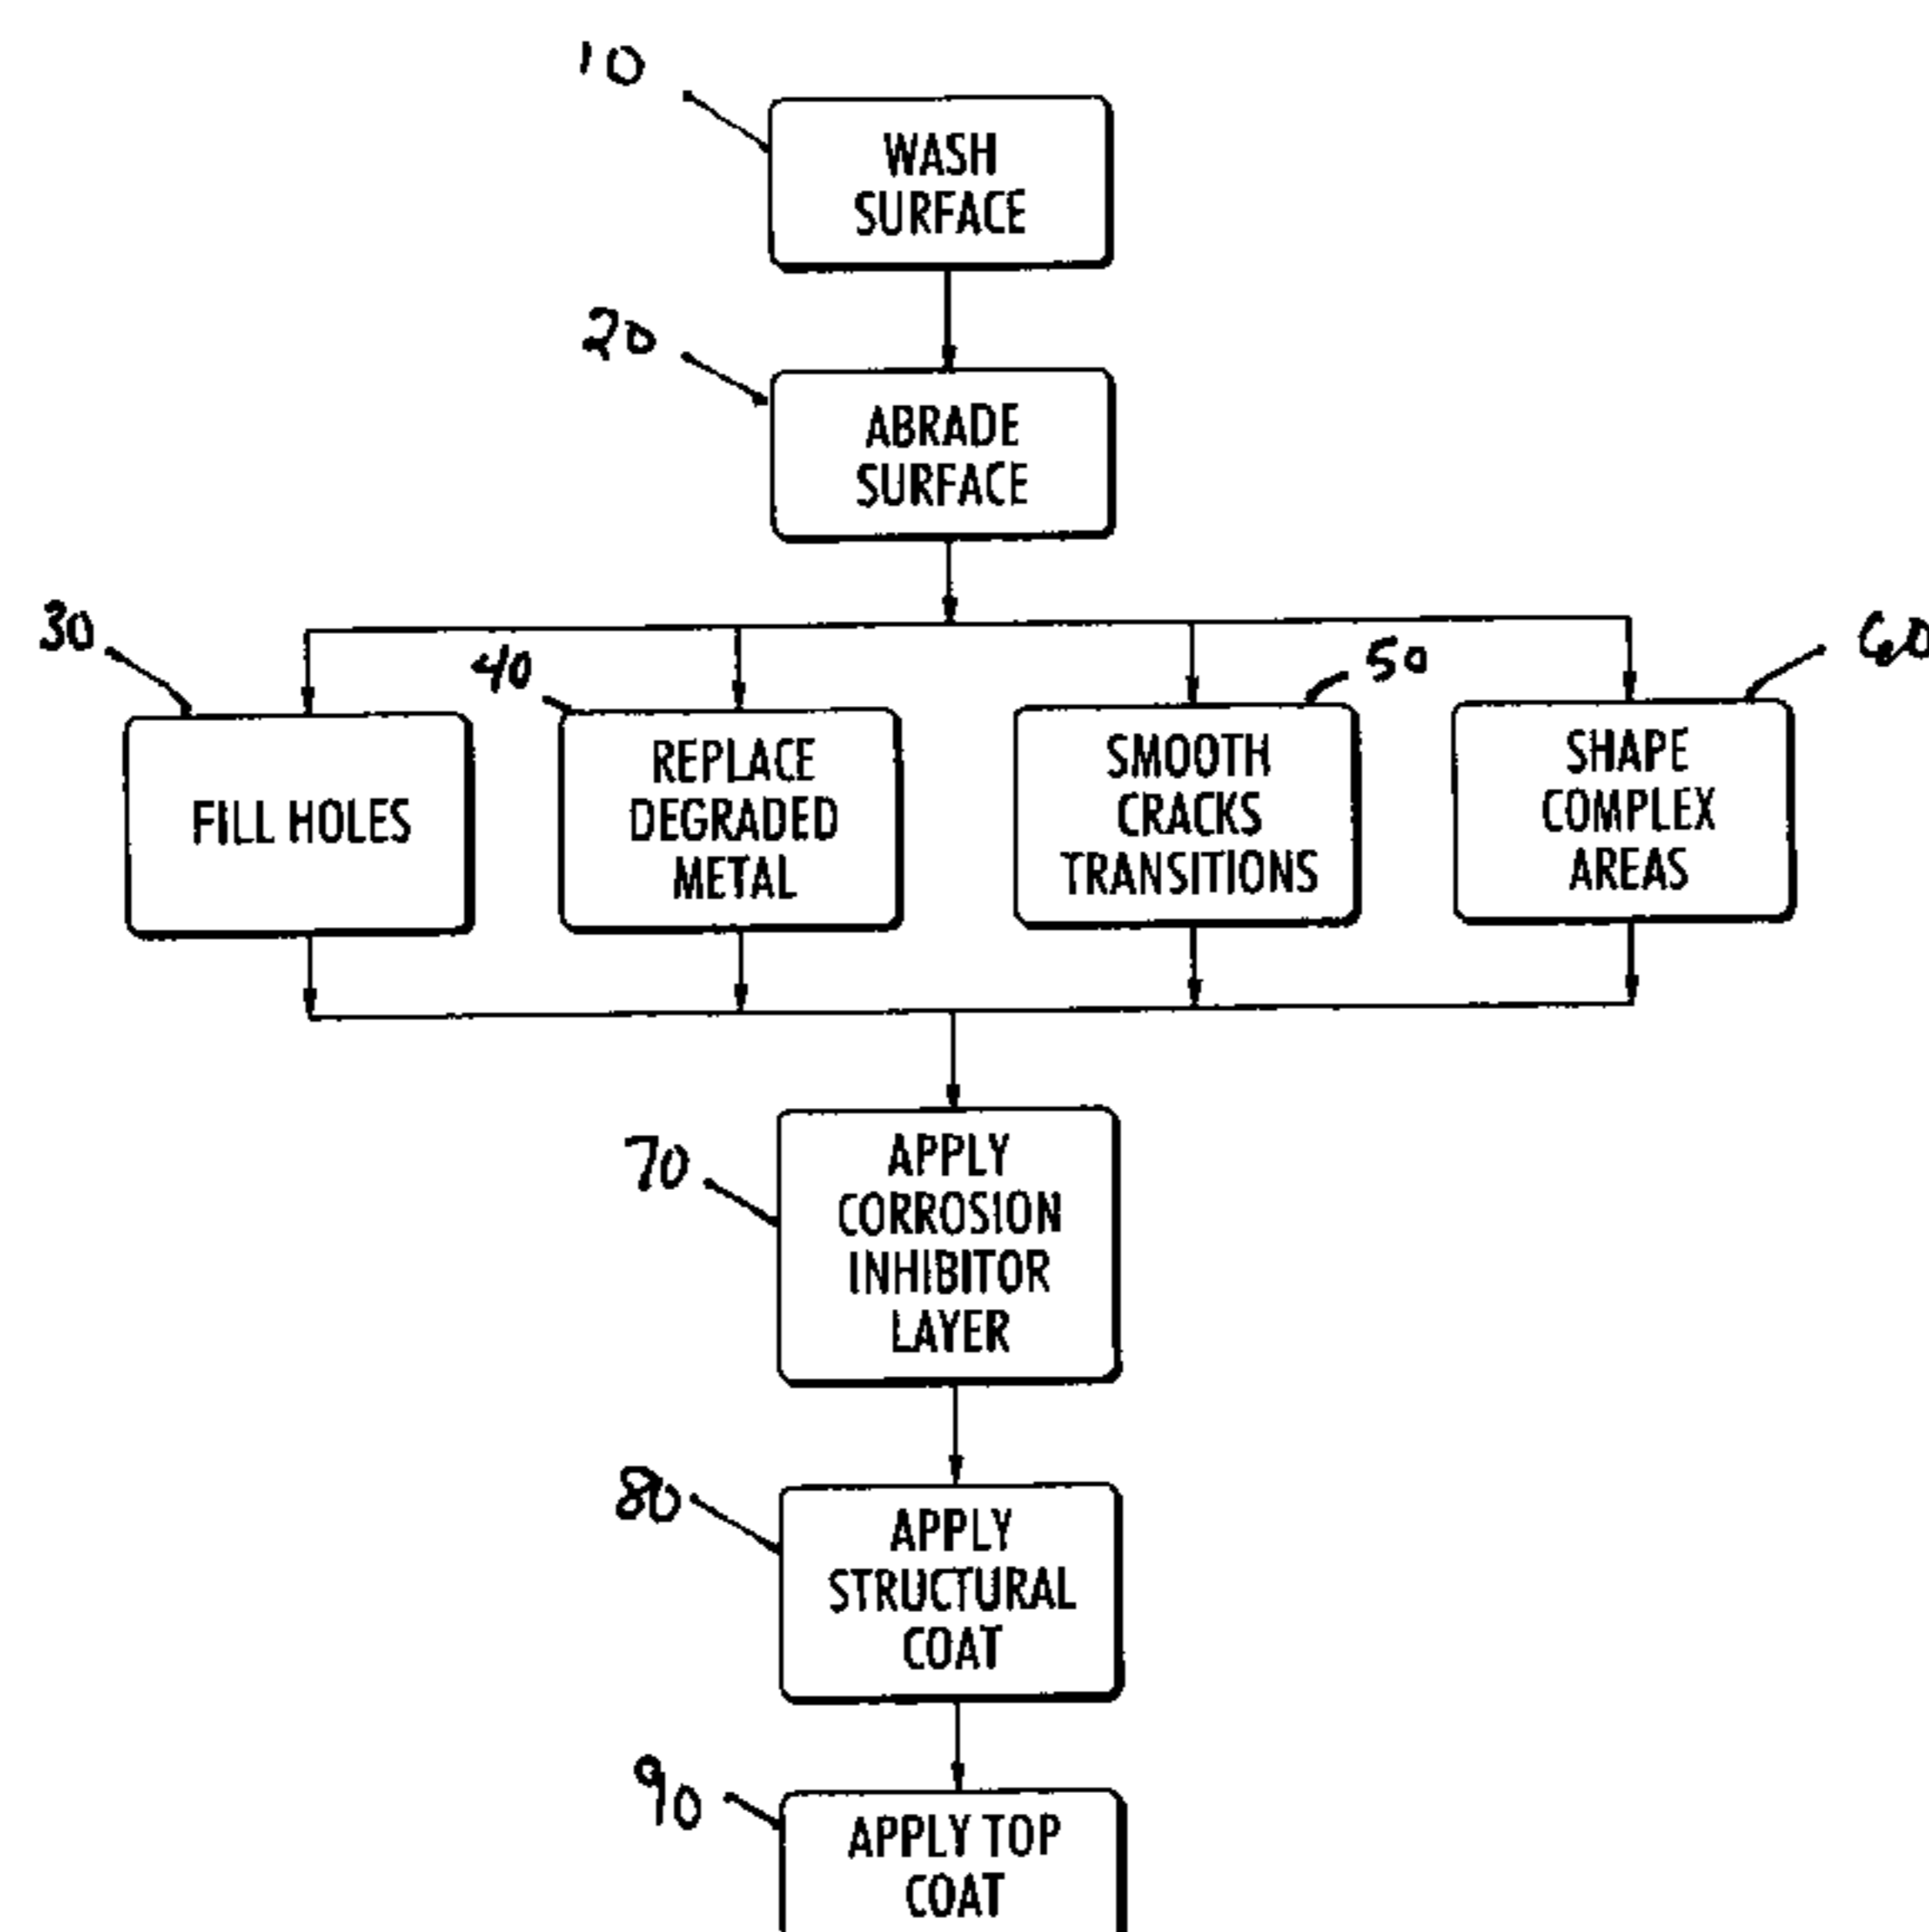 10
WASH
SURFACE
20
ABRADE
SURFACE
30
FILL HOLES
40
REPLACE
DEGRADED
METAL
50
SMOOTH
CRACKS
TRANSITIONS
60
SHAPE
COMPLEX
AREAS
70
APPLY
CORROSION
INHIBITOR
LAYER
80
APPLY
STRUCTURAL
COAT
90
APPLY TOP
COAT